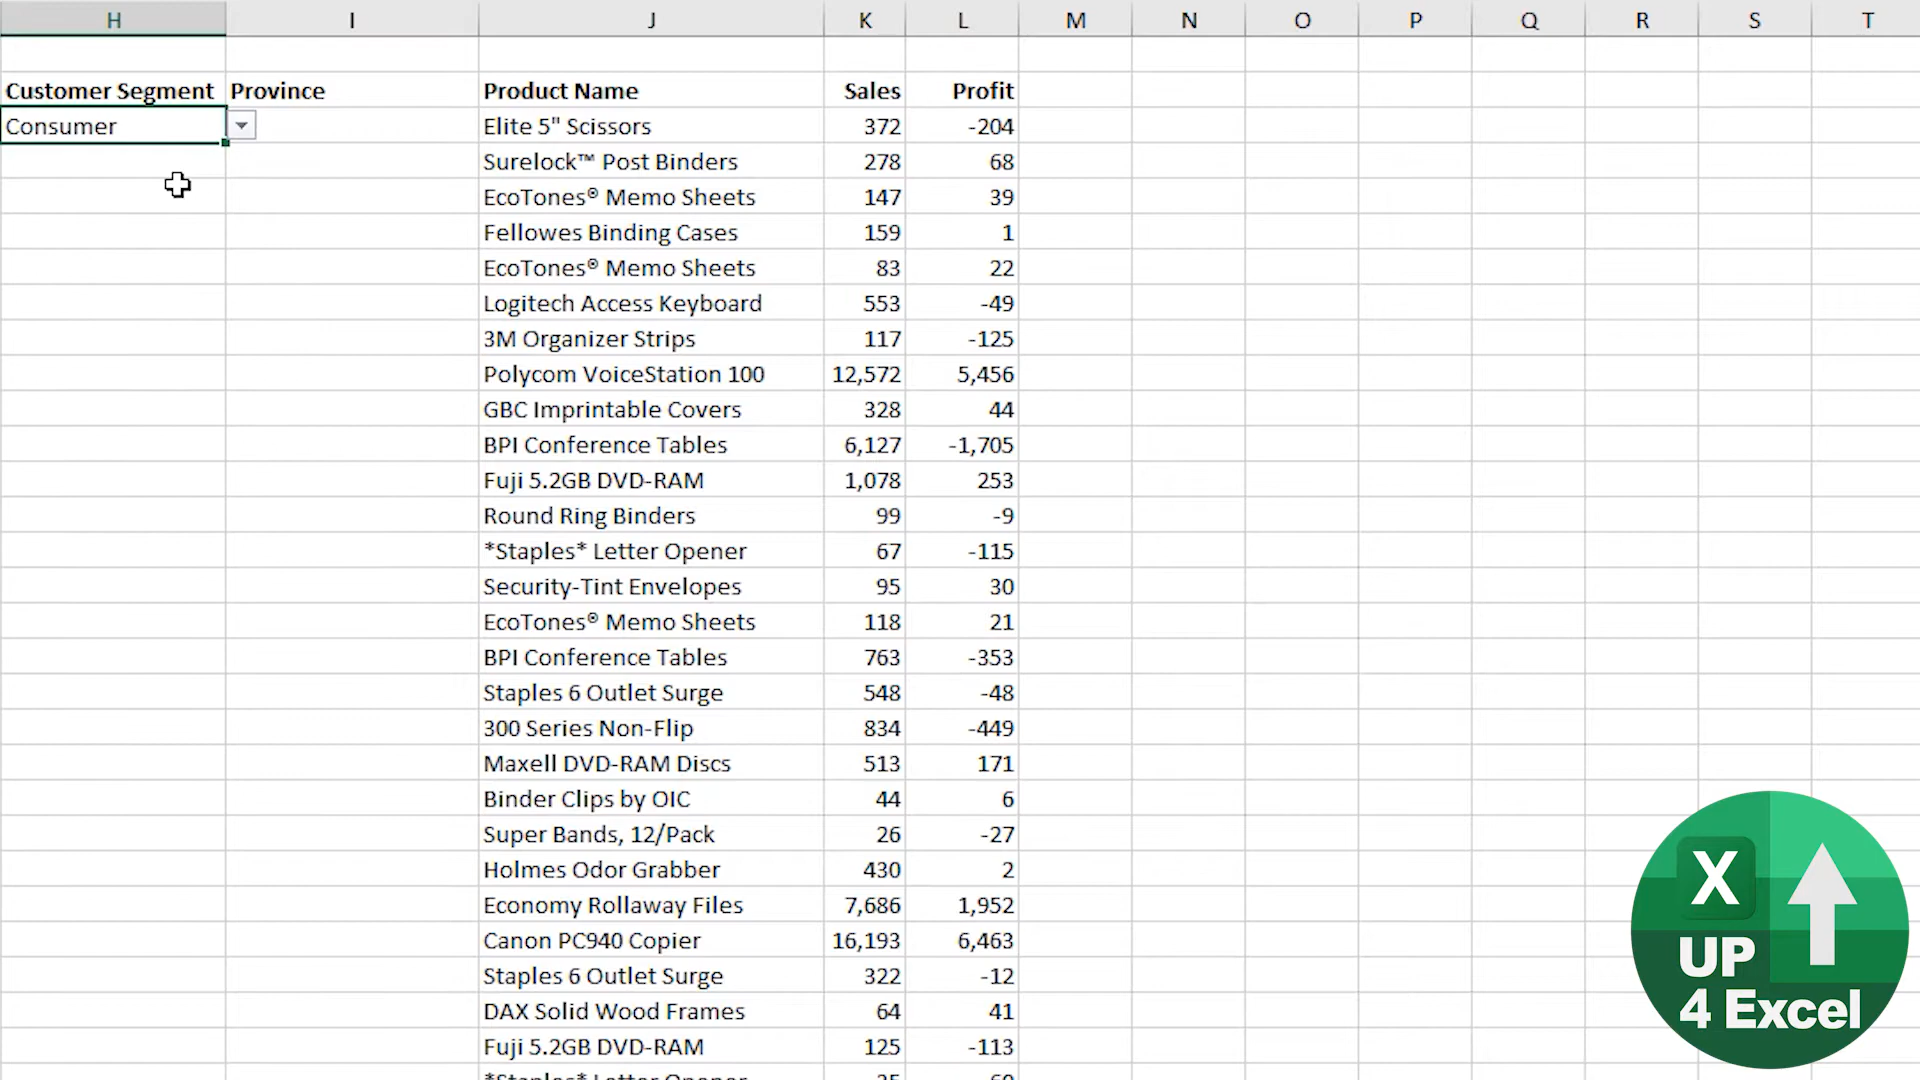 H I J K L M N O P Q R S T
Customer Segment Province Product Name Sales Profit
Consumer Elite 5" Scissors 372 -204
Surelock™ Post Binders 278 68
EcoTones® Memo Sheets 147 39
Fellowes Binding Cases 159 1
EcoTones® Memo Sheets 83 22
Logitech Access Keyboard 553 -49
3M Organizer Strips 117 -125
Polycom VoiceStation 100 12,572 5,456
GBC Imprintable Covers 328 44
BPI Conference Tables 6,127 -1,705
Fuji 5.2GB DVD-RAM 1,078 253
Round Ring Binders 99 -9
*Staples* Letter Opener 67 -115
Security-Tint Envelopes 95 30
EcoTones® Memo Sheets 118 21
BPI Conference Tables 763 -353
Staples 6 Outlet Surge 548 -48
300 Series Non-Flip 834 -449
Maxell DVD-RAM Discs 513 171
Binder Clips by OIC 44 6
Super Bands, 12/Pack 26 -27
Holmes Odor Grabber 430 2
Economy Rollaway Files 7,686 1,952
Canon PC940 Copier 16,193 6,463
Staples 6 Outlet Surge 322 -12
DAX Solid Wood Frames 64 41
Fuji 5.2GB DVD-RAM 125 -113
X
UP
4 Excel